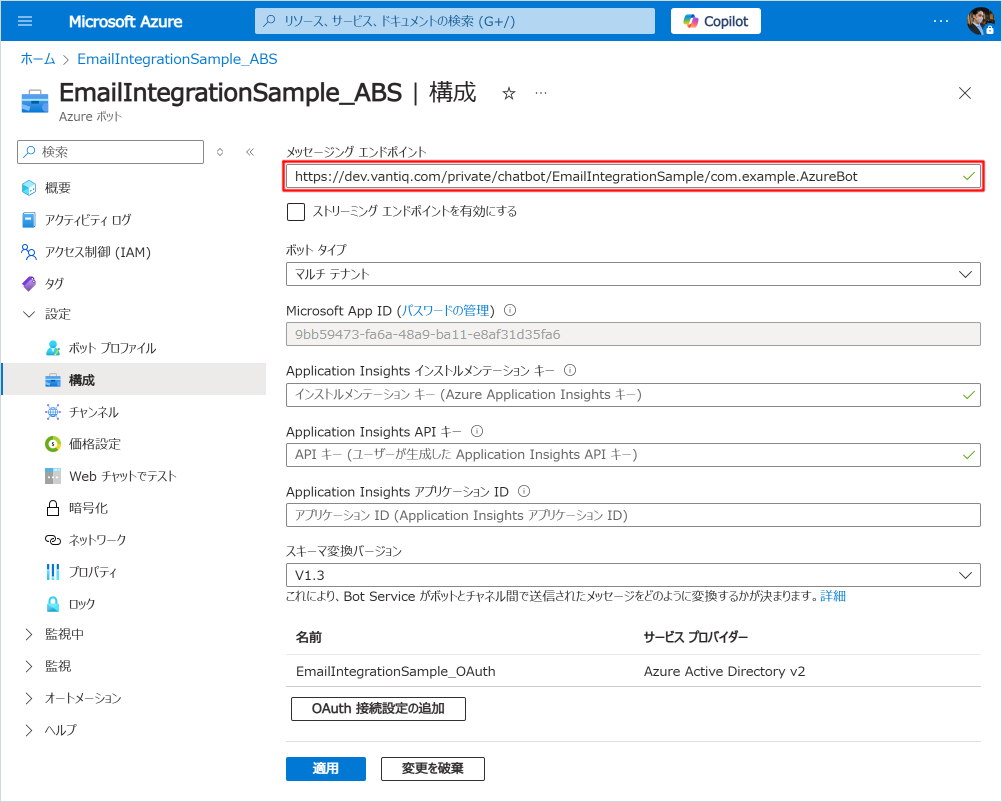 Microsoft Azure
リソース、サービス、ドキュメントの検索 (G+/)
Copilot
ホーム > EmailIntegrationSample_ABS
EmailIntegrationSample_ABS | 構成
Azure ボット
検索
概要
アクティビティ ログ
アクセス制御 (IAM)
タグ
設定
ボット プロファイル
構成
チャンネル
価格設定
Web チャットでテスト
暗号化
ネットワーク
プロパティ
ロック
監視中
監視
オートメーション
ヘルプ
メッセージング エンドポイント
https://dev.vantiq.com/private/chatbot/EmailIntegrationSample/com.example.AzureBot
ストリーミング エンドポイントを有効にする
ボット タイプ
マルチ テナント
Microsoft App ID (パスワードの管理)
9bb59473-fa6a-48a9-ba11-e8af31d35fa6
Application Insights インストルメンテーション キー
インストルメンテーション キー (Azure Application Insights キー)
Application Insights API キー
API キー (ユーザーが生成した Application Insights API キー)
Application Insights アプリケーション ID
アプリケーション ID (Application Insights アプリケーション ID)
スキーマ変換バージョン
V1.3
これにより、Bot Service がボットとチャネル間で送信されたメッセージをどのように変換するかが決まります。詳細
名前 サービス プロバイダー
EmailIntegrationSample_OAuth Azure Active Directory v2
OAuth 接続設定の追加
適用 変更を破棄